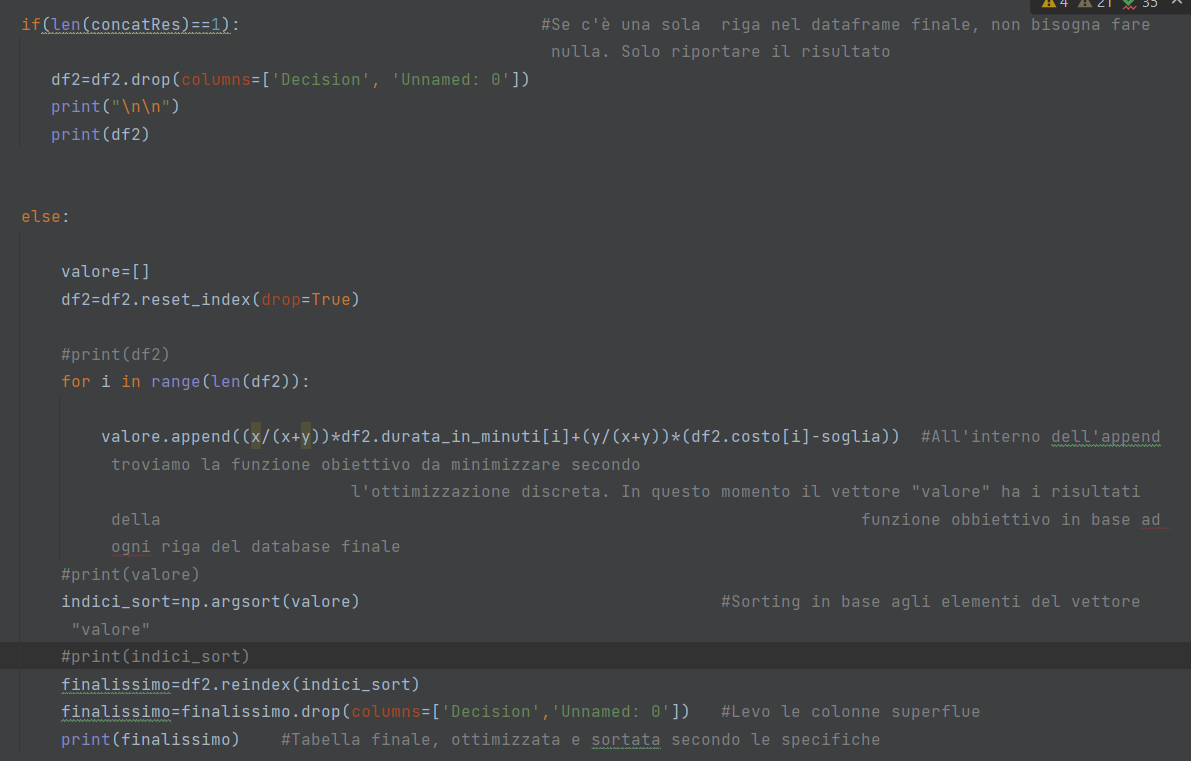 4 21 35
if(len(concatRes)==1): #Se c'è una sola riga nel dataframe finale, non bisogna fare
nulla. Solo riportare il risultato
df2=df2.drop(columns=['Decision', 'Unnamed: 0'])
print("\n\n")
print(df2)
else:
valore=[]
df2=df2.reset_index(drop=True)
#print(df2)
for i in range(len(df2)):
valore.append((x/(x+y))*df2.durata_in_minuti[i]+(y/(x+y))*(df2.costo[i]-soglia)) #All'interno dell'append
troviamo la funzione obiettivo da minimizzare secondo
l'ottimizzazione discreta. In questo momento il vettore "valore" ha i risultati
della funzione obbiettivo in base ad
ogni riga del database finale
#print(valore)
indici_sort=np.argsort(valore) #Sorting in base agli elementi del vettore
"valore"
#print(indici_sort)
finalissimo=df2.reindex(indici_sort)
finalissimo=finalissimo.drop(columns=['Decision','Unnamed: 0']) #Levo le colonne superflue
print(finalissimo) #Tabella finale, ottimizzata e sortata secondo le specifiche